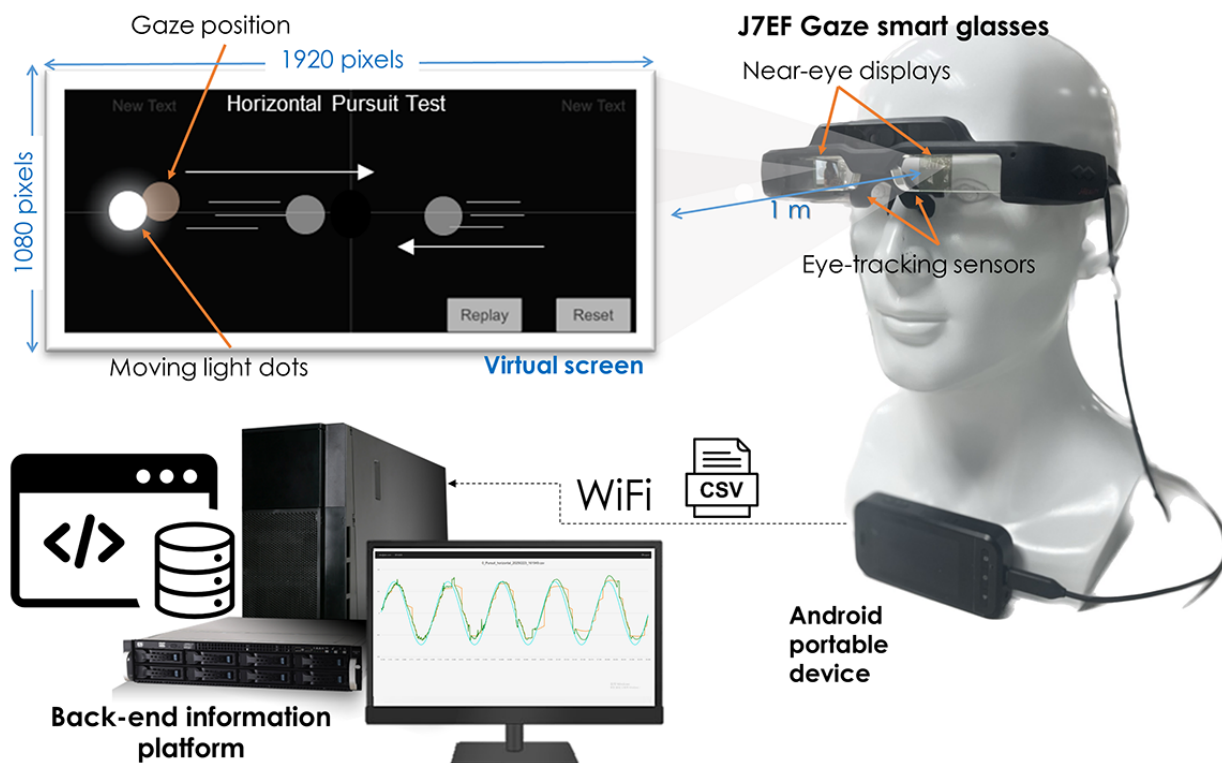 Gaze position
1920 pixels
1080 pixels
New Text
Horizontal Pursuit Test
New Text
Replay
Reset
Moving light dots
Virtual screen
J7EF Gaze smart glasses
Near-eye displays
1 m
Eye-tracking sensors
WiFi
CSV
</>
Android
portable
device
Back-end information
platform